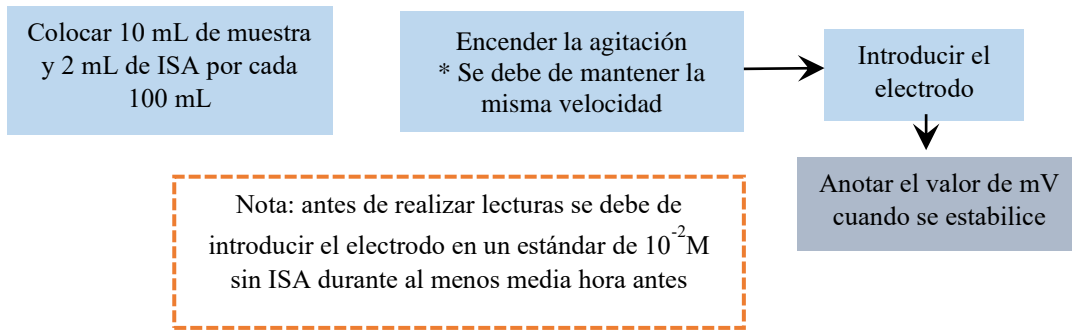 Colocar 10 mL de muestra
y 2 mL de ISA por cada
100 mL
Encender la agitación
* Se debe de mantener la
misma velocidad
Introducir el
electrodo
Anotar el valor de mV
cuando se estabilice
Nota: antes de realizar lecturas se debe de
introducir el electrodo en un estándar de 10⁻²M
sin ISA durante al menos media hora antes